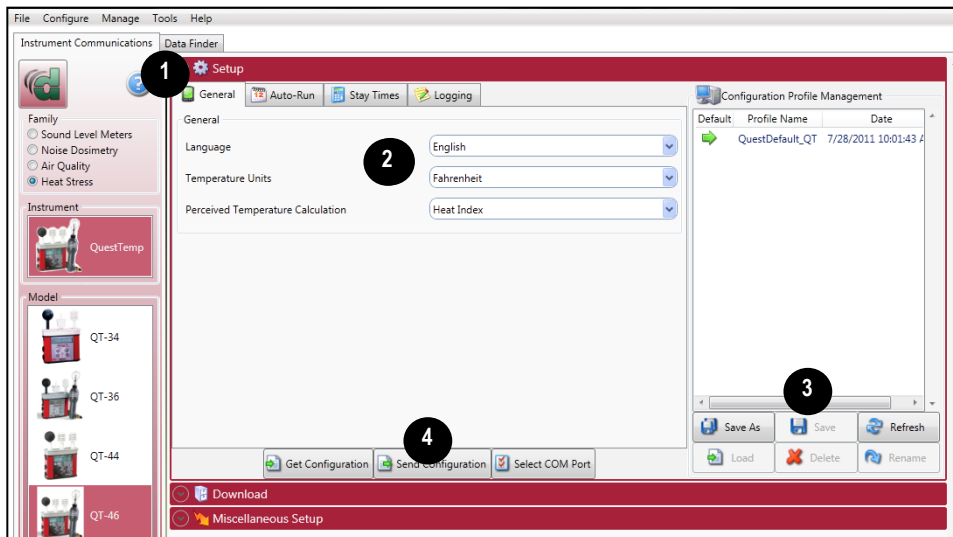 File Configure Manage Tools Help
Instrument Communications Data Finder
1
Setup
General Auto-Run Stay Times Logging
12
Family
Sound Level Meters
Noise Dosimetry
Air Quality
Heat Stress
Instrument
QuestTemp
Model
QT-34
QT-36
QT-44
QT-46
General
Language English
2
Temperature Units Fahrenheit
Perceived Temperature Calculation Heat Index
4
Get Configuration Send Configuration Select COM Port
Configuration Profile Management
Default Profile Name Date
QuestDefault_QT 7/28/2011 10:01:43 A
3
Save As Save Refresh
Load Delete Rename
Download
Miscellaneous Setup